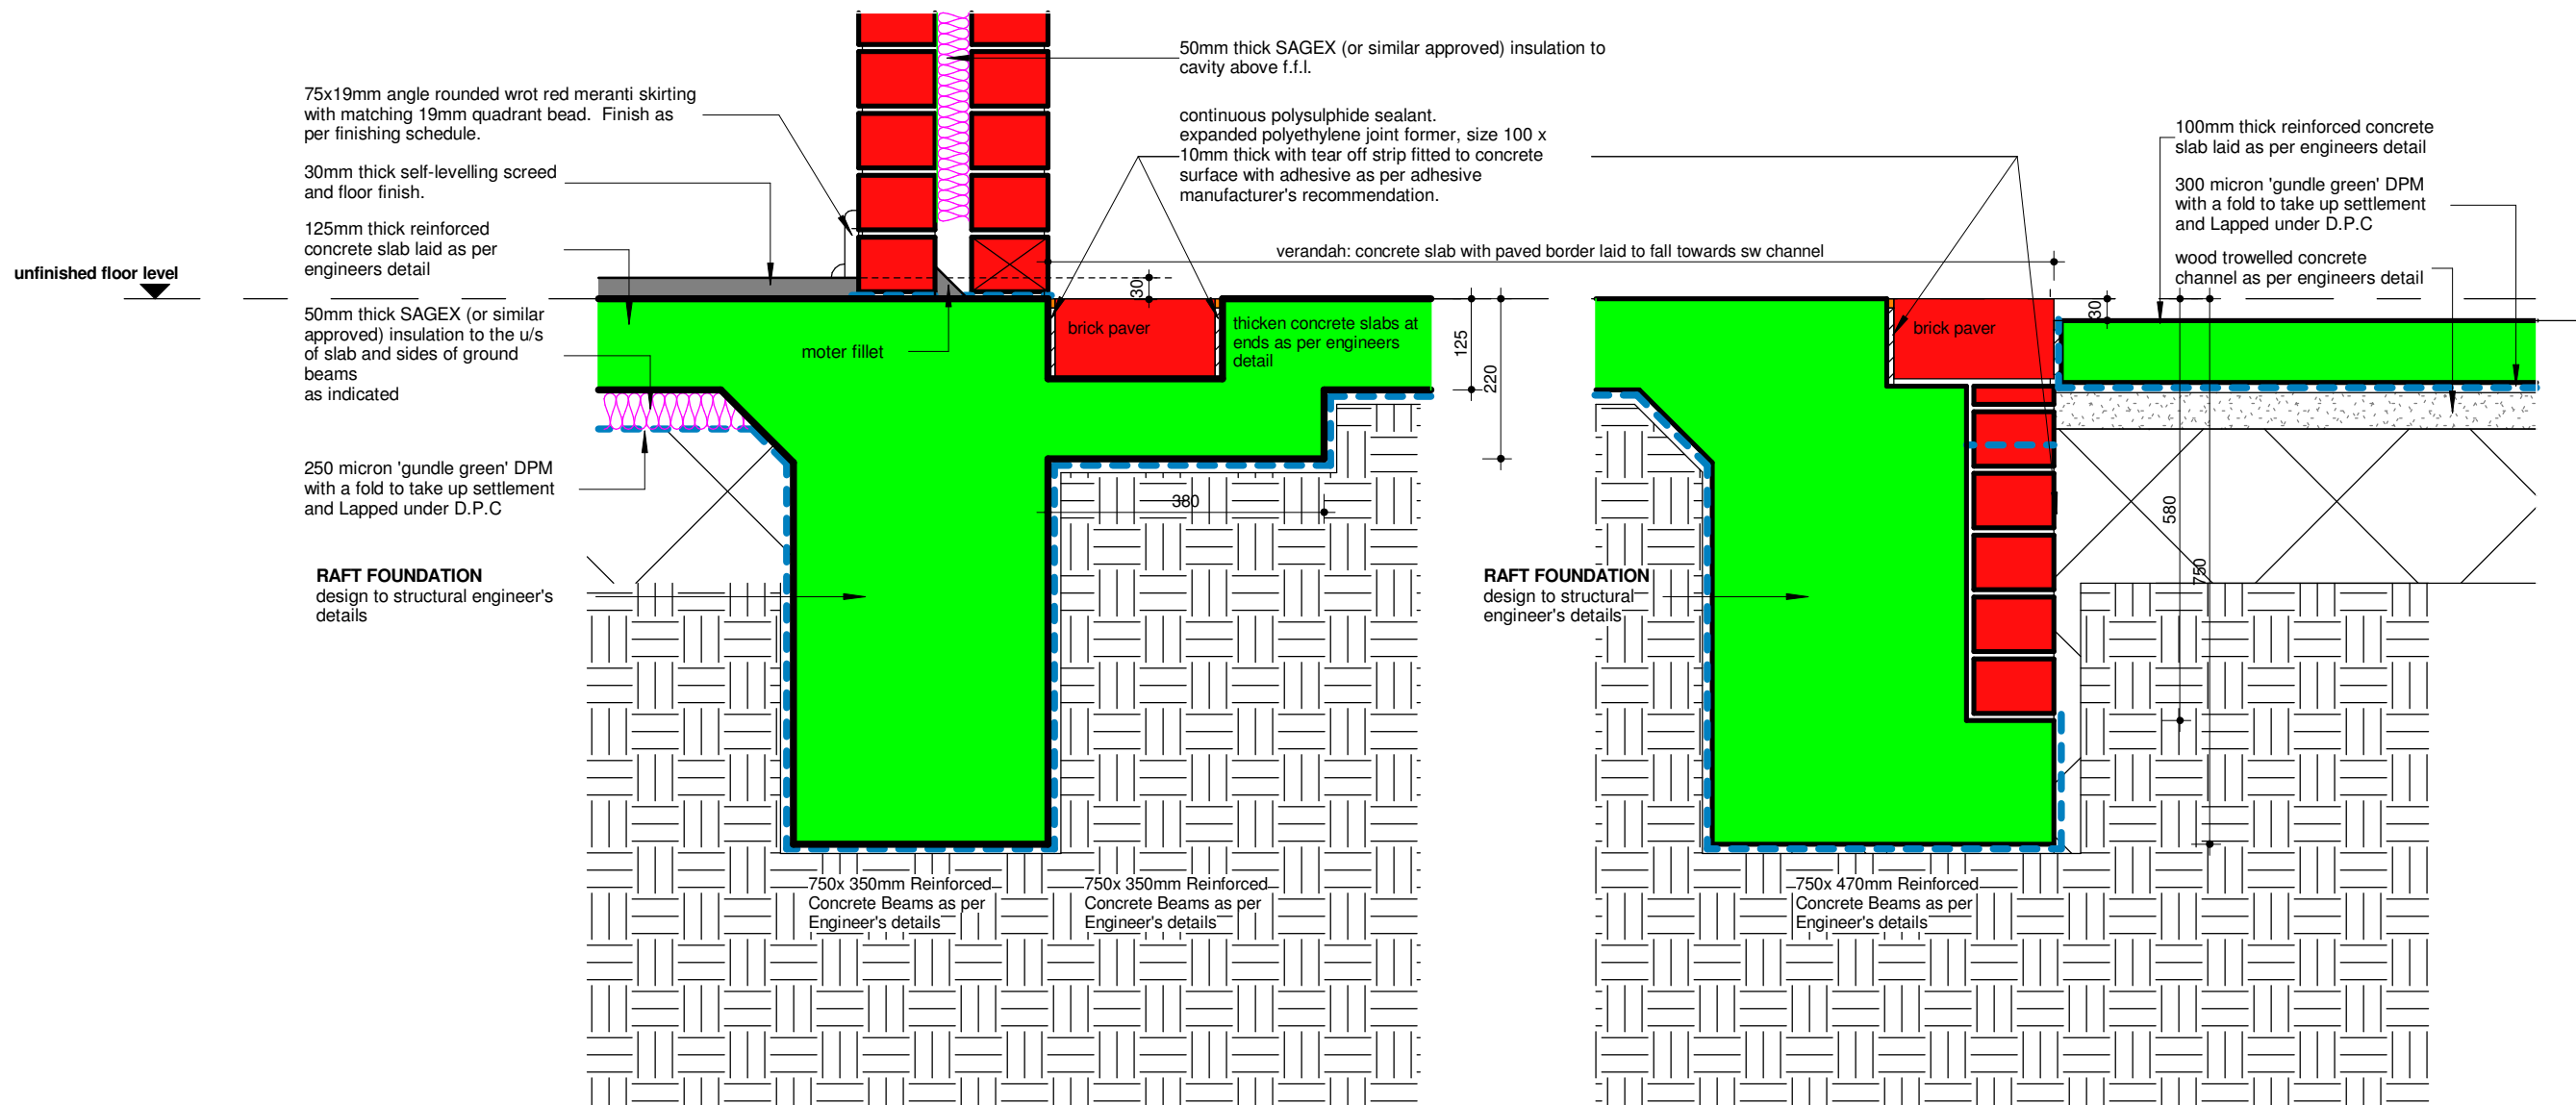 50mm thick SAGEX (or similar approved) insulation to
cavity above f.f.l.
75x19mm angle rounded wrot red meranti skirting
with matching 19mm quadrant bead.  Finish as
per finishing schedule.
continuous polysulphide sealant.
expanded polyethylene joint former, size 100 x
10mm thick with tear off strip fitted to concrete
surface with adhesive as per adhesive
manufacturer's recommendation.
100mm thick reinforced concrete
slab laid as per engineers detail
30mm thick self-levelling screed
and floor finish.
300 micron 'gundle green' DPM
with a fold to take up settlement
and Lapped under D.P.C
125mm thick reinforced
concrete slab laid as per
engineers detail
verandah: concrete slab with paved border laid to fall towards sw channel
wood trowelled concrete
channel as per engineers detail
unfinished floor level
30
30
50mm thick SAGEX (or similar
approved) insulation to the u/s
of slab and sides of ground
beams
as indicated
moter fillet
brick paver
thicken concrete slabs at
ends as per engineers
detail
125
220
brick paver
250 micron 'gundle green' DPM
with a fold to take up settlement
and Lapped under D.P.C
380
580
750
RAFT FOUNDATION
design to structural engineer's
details
RAFT FOUNDATION
design to structural
engineer's details
750x 350mm Reinforced
Concrete Beams as per
Engineer's details
750x 350mm Reinforced
Concrete Beams as per
Engineer's details
750x 470mm Reinforced
Concrete Beams as per
Engineer's details